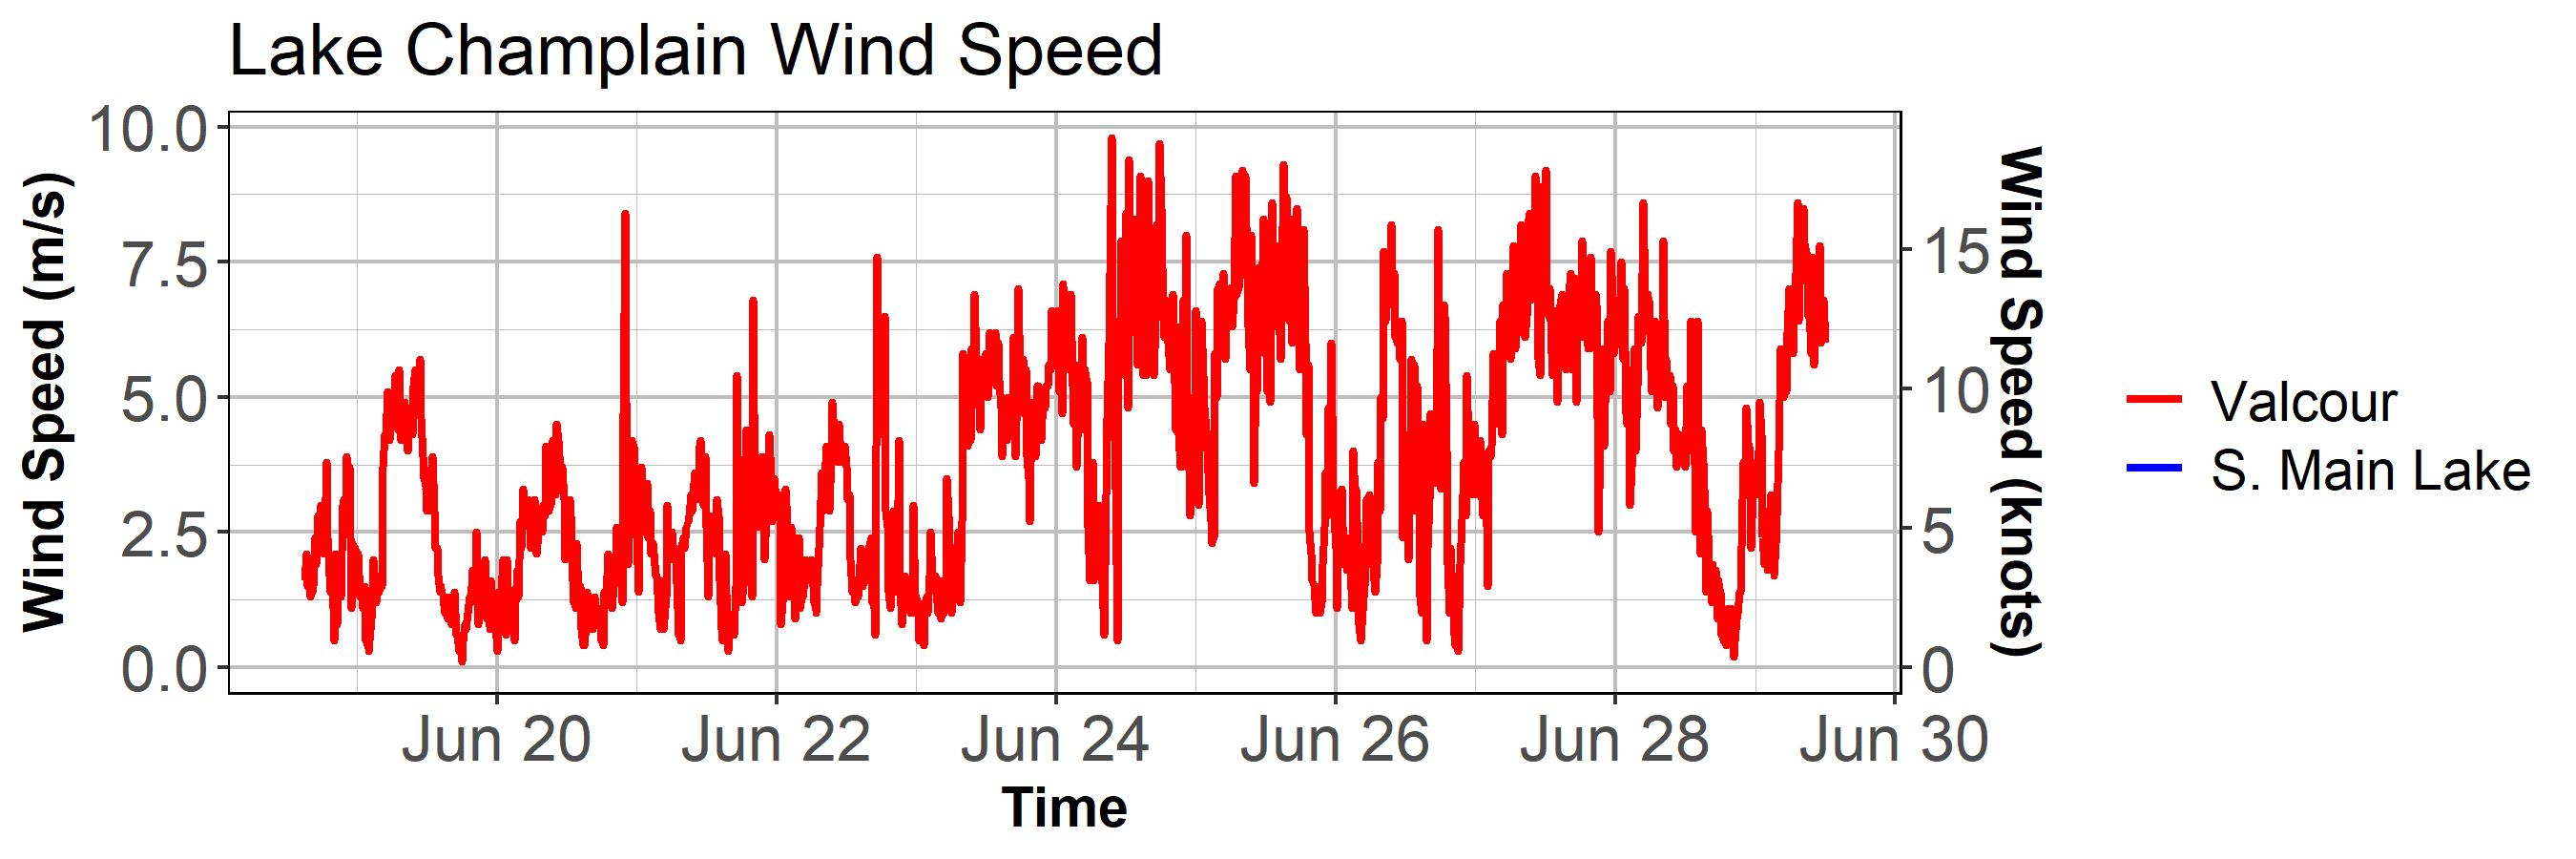 Lake Champlain Wind Speed
Wind Speed (m/s)
10.0
7.5
5.0
2.5
0.0
15
10
5
0
Wind Speed (knots)
Jun 20
Jun 22
Jun 24
Jun 26
Jun 28
Jun 30
Time
Valcour
S. Main Lake